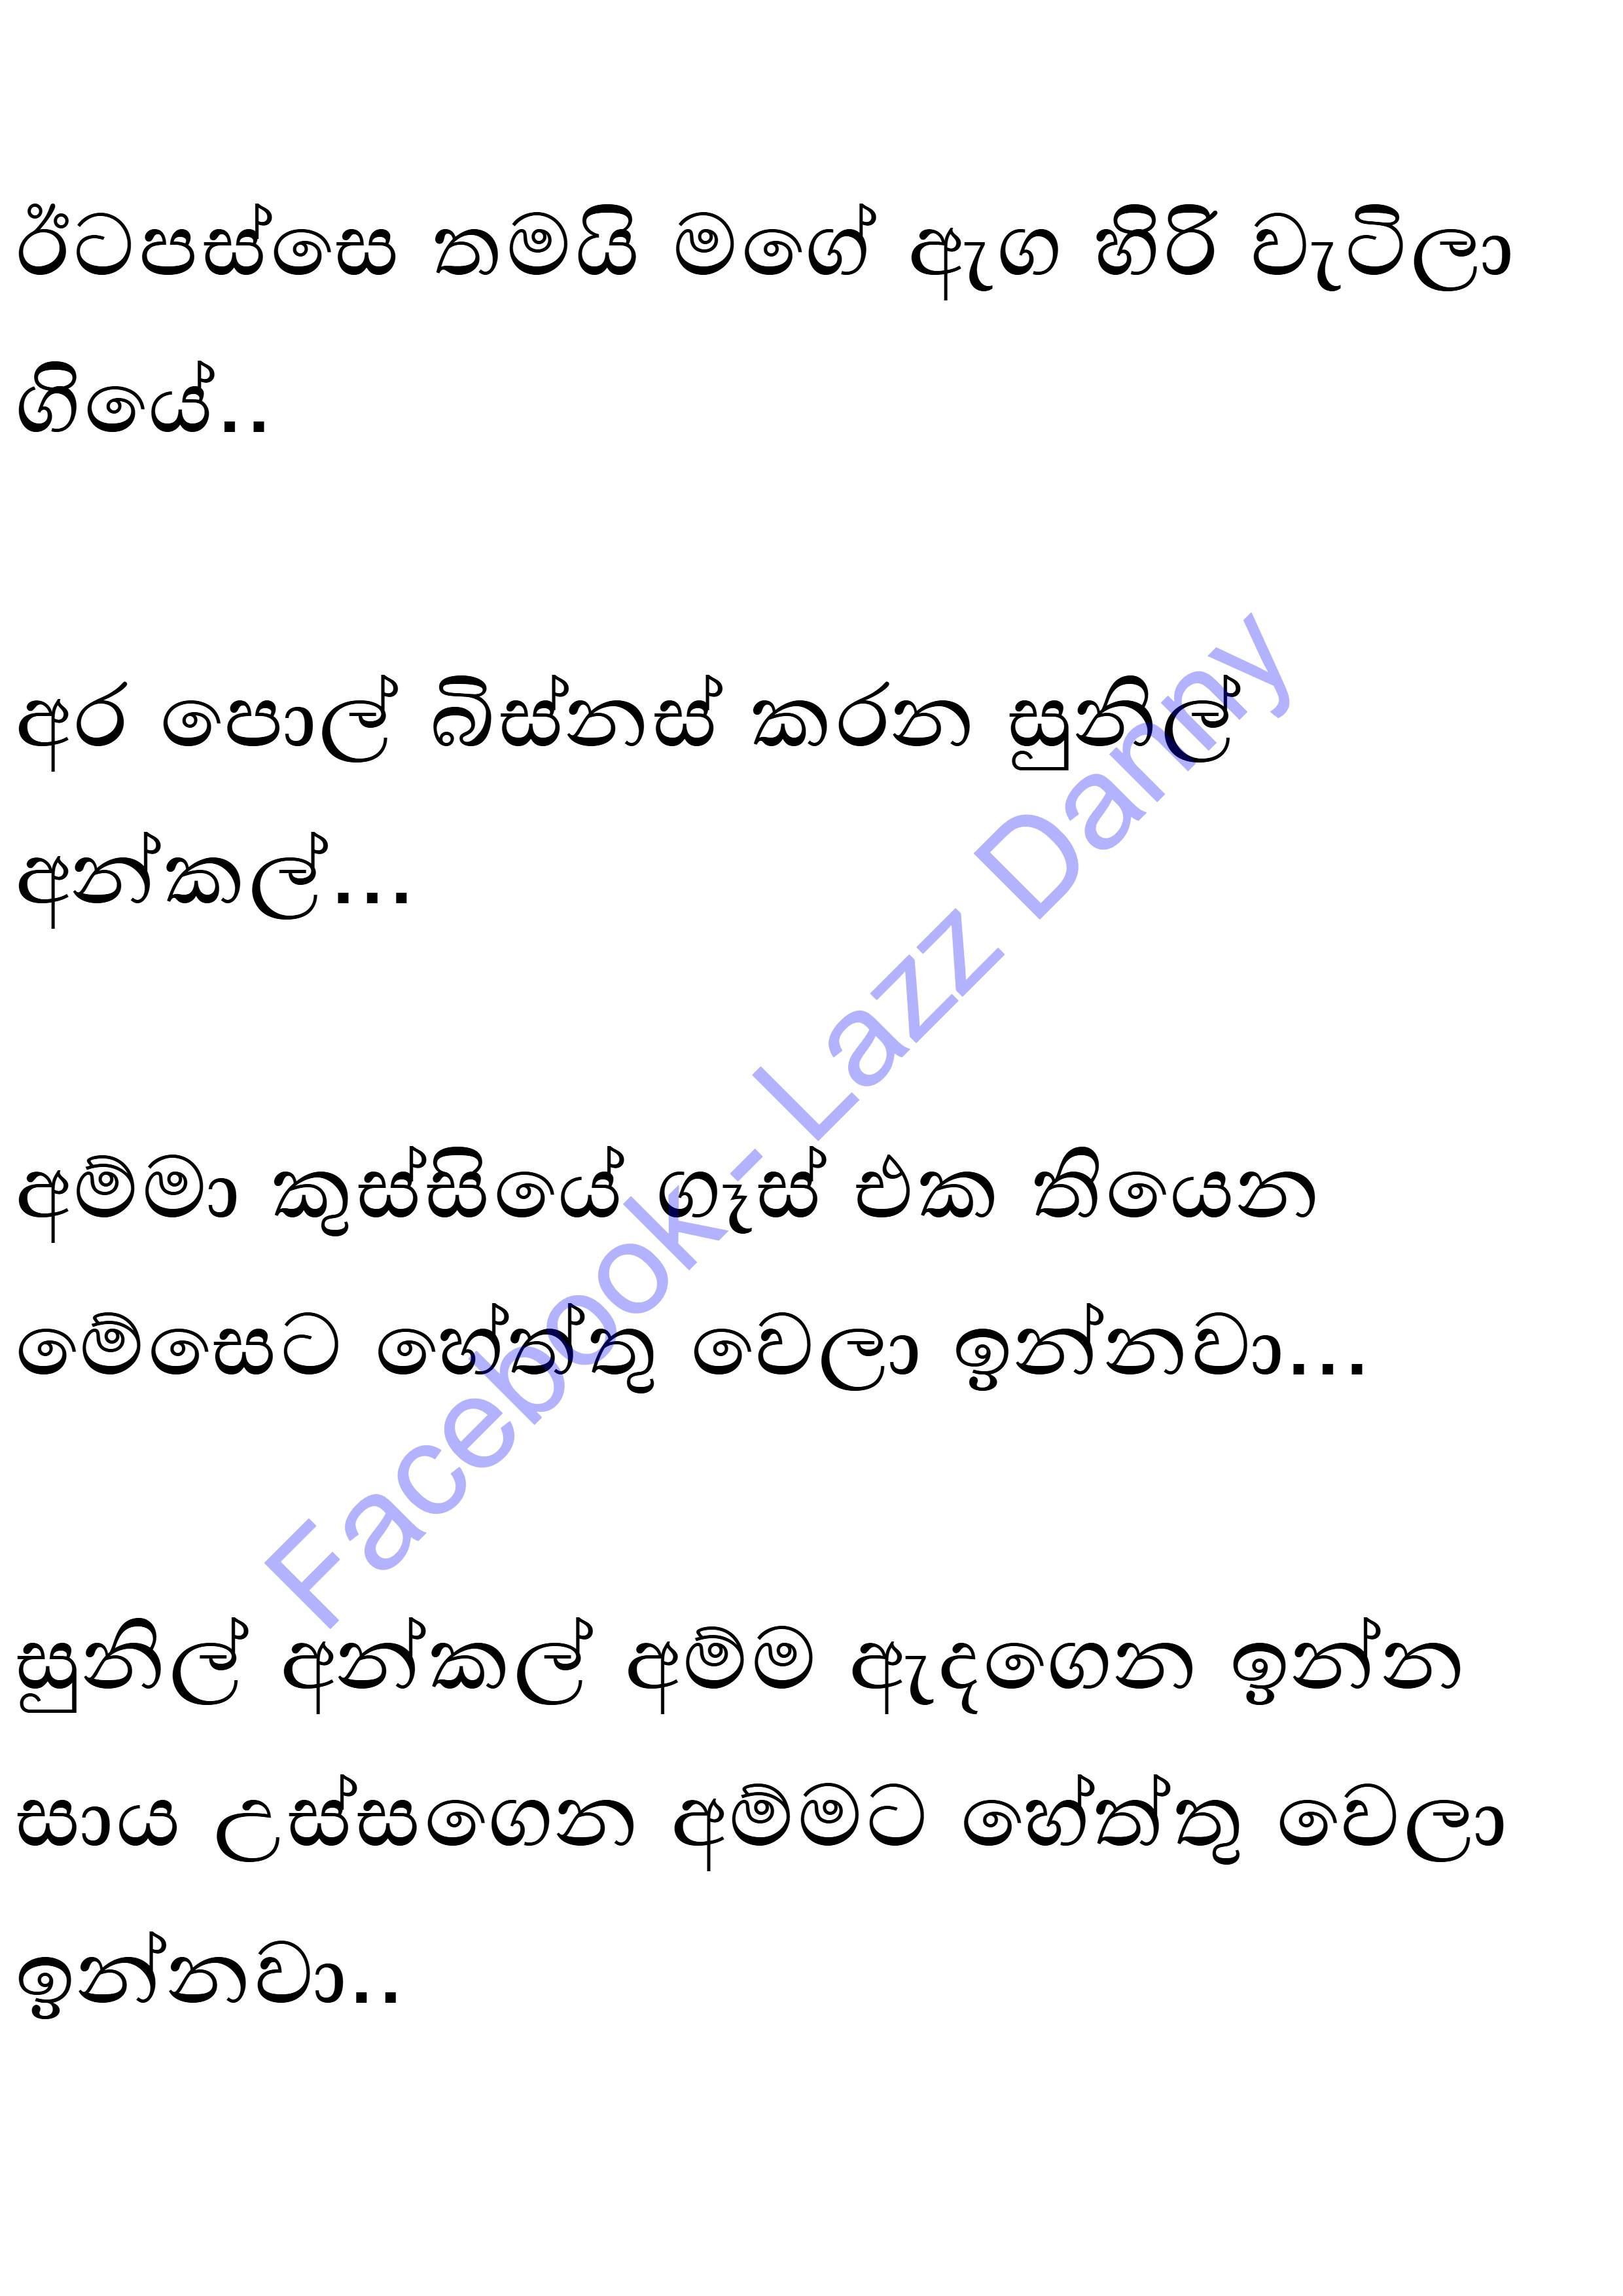 ඊටපස්සෙ තමයි මගේ ඇග හිරි වැටිලා
ගියේ..
අර පොල් බිස්නස් කරන සුනිල්
අන්කල්...
අම්මා කුස්සියේ ගෑස් එක තියෙන
මේසෙට හේත්තු වෙලා ඉන්නවා...
සුනිල් අන්කල් අම්ම ඇදගෙන ඉන්න
සාය උස්සගෙන අම්මට හේත්තු වෙලා
ඉන්නවා..
Facebook- Lazz Danny